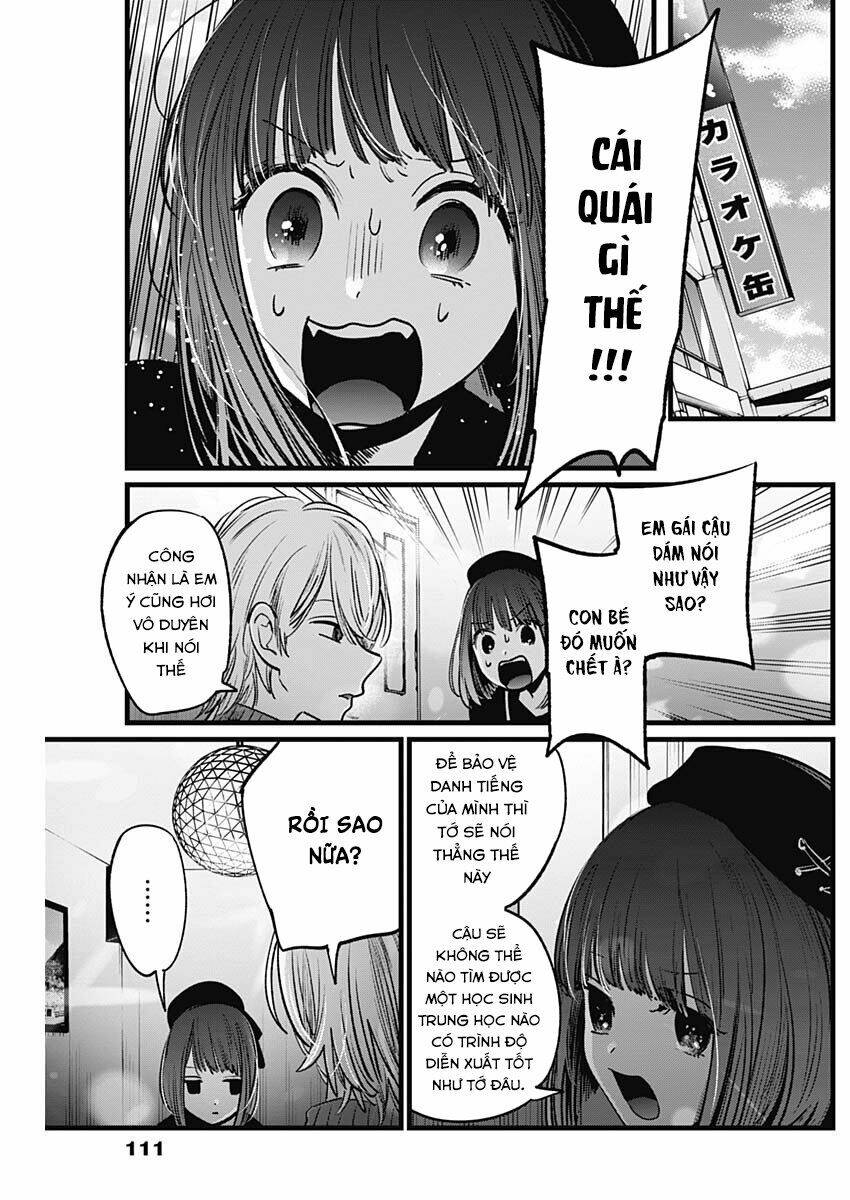 カラオケ缶
CÁI
QUÁI
GÌ
THẾ
!!!
EM GÁI CẬU
DÁM NÓI
NHƯ VẬY
SAO?
CON BÉ
ĐÓ MUỐN
CHẾT À?
CÔNG
NHẬN LÀ EM
Ý CŨNG HƠI
VÔ DUYÊN
KHI NÓI
THẾ
ĐỂ BẢO VỆ
DANH TIẾNG
CỦA MÌNH THÌ
TỚ SẼ NÓI
THẲNG THẾ
NÀY
CẬU SẼ
KHÔNG THỂ
NÀO TÌM ĐƯỢC
MỘT HỌC SINH
TRUNG HỌC NÀO
CÓ TRÌNH ĐỘ
DIỄN XUẤT TỐT
NHƯ TỚ ĐÂU.
RỒI SAO
NỮA?
......
111